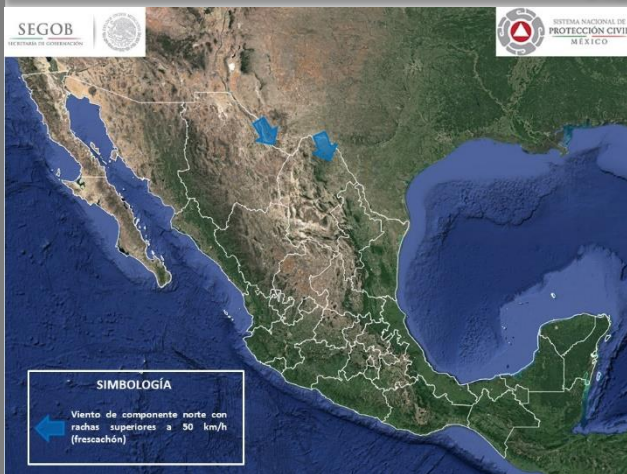 SEGOB
SECRETARÍA DE GOBERNACIÓN
SISTEMA NACIONAL DE
PROTECCIÓN CIVIL
MÉXICO
SIMBOLOGÍA
Viento de componente norte con
rachas superiores a 50 km/h
(frescachón)